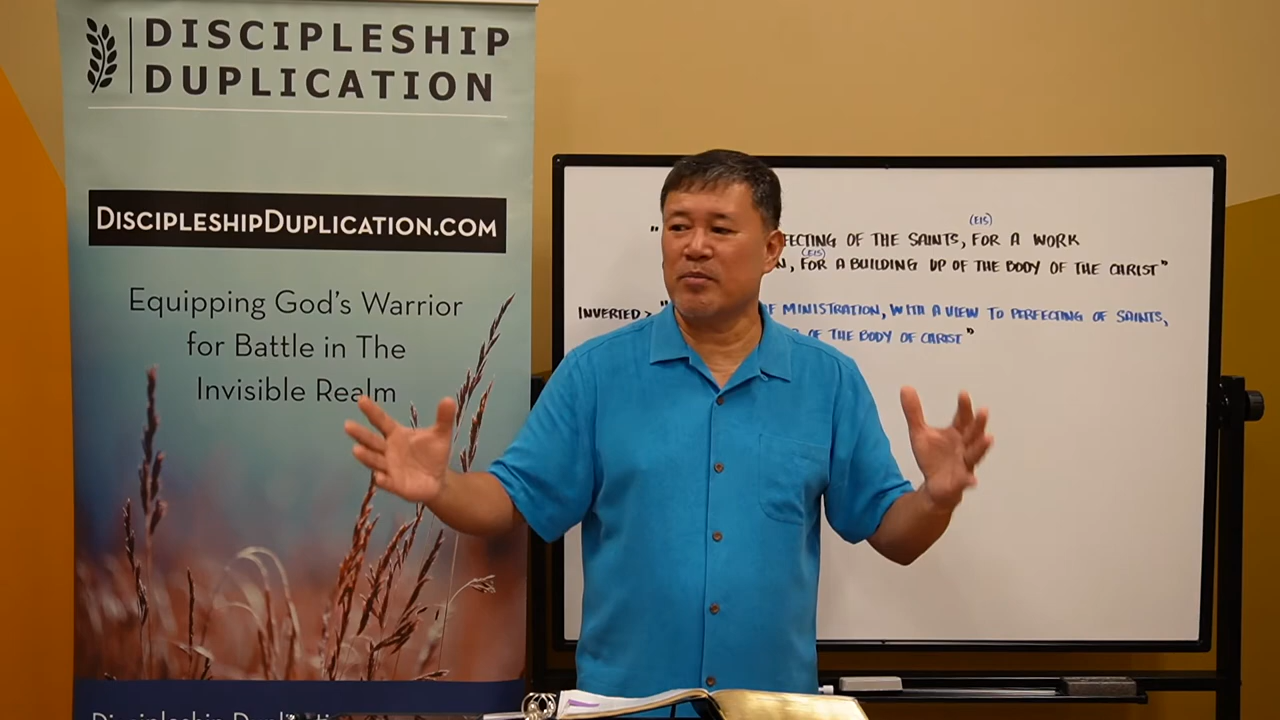 DISCIPLESHIP
DUPLICATION
DISCIPLESHIPDUPLICATION.COM
Equipping God's Warrior
for Battle in The
Invisible Realm
(EIS)
" FECTING OF THE SAINTS, FOR A WORK
(EIS)
N, FOR A BUILDING UP OF THE BODY OF THE CHRIST"
INVERTED > " F MINISTRATION, WITH A VIEW TO PERFECTING OF SAINTS,
OF THE BODY OF CHRIST"
Discipleship Duplication